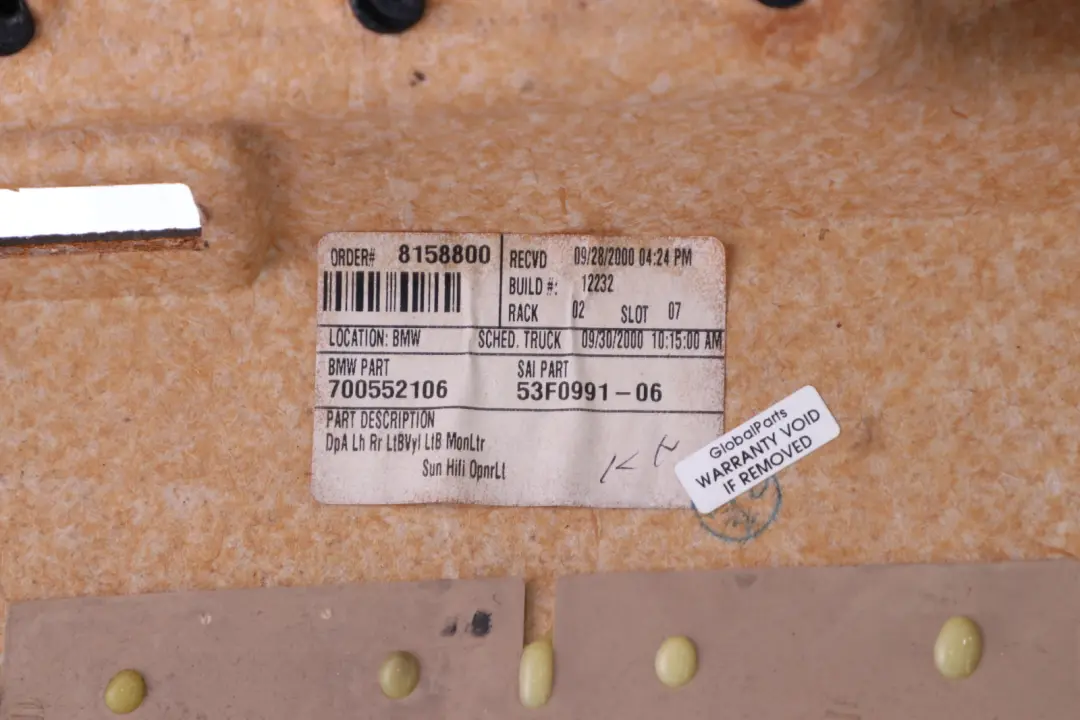 ORDER# 8158800
RECVD 09/28/2000 04:24 PM
BUILD #: 12232
RACK 02 SLOT 07
LOCATION: BMW SCHED. TRUCK 09/30/2000 10:15:00 AM
BMW PART SAI PART
700552106 53F0991-06
PART DESCRIPTION
DpA Lh Rr LtBVyl LtB MonLtr
Sun Hifi OpnrLt
GlobalParts
WARRANTY VOID
IF REMOVED